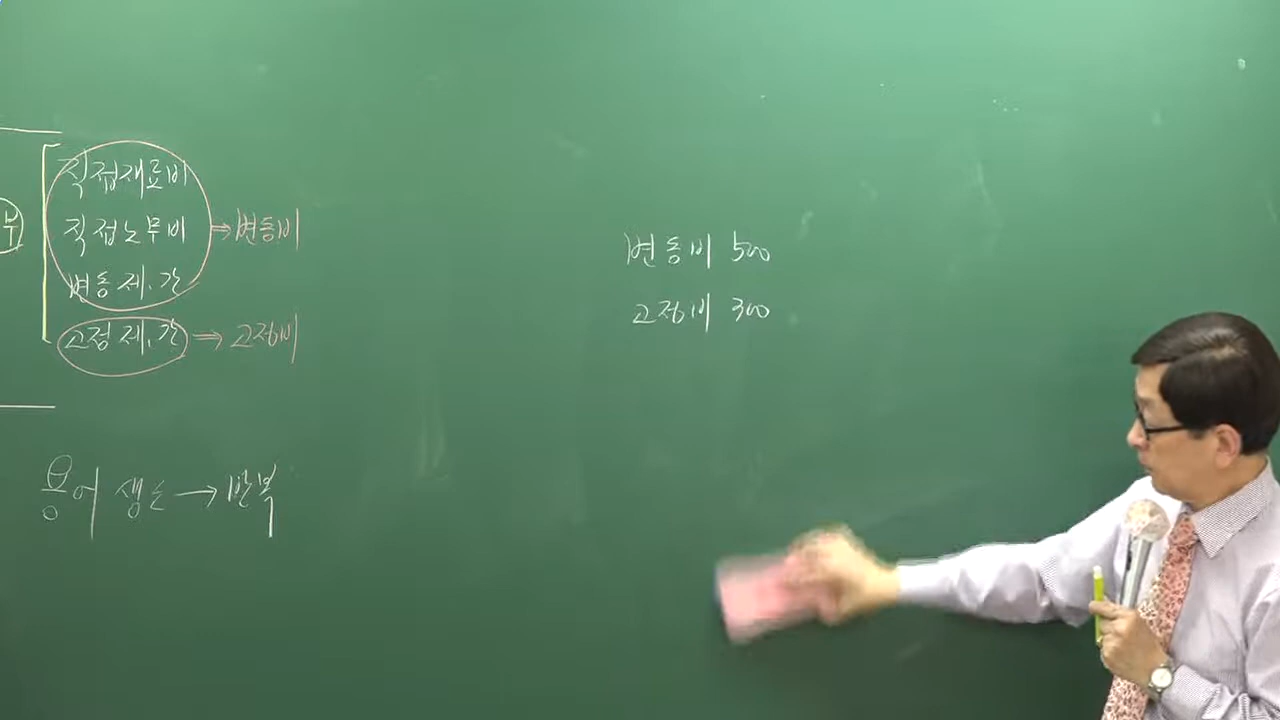 직접재료비
직접노무비 ⇒ 변동비
변동제.간
고정제.간 ⇒ 고정비
용어 생소 → 반복
변동비 500
고정비 300